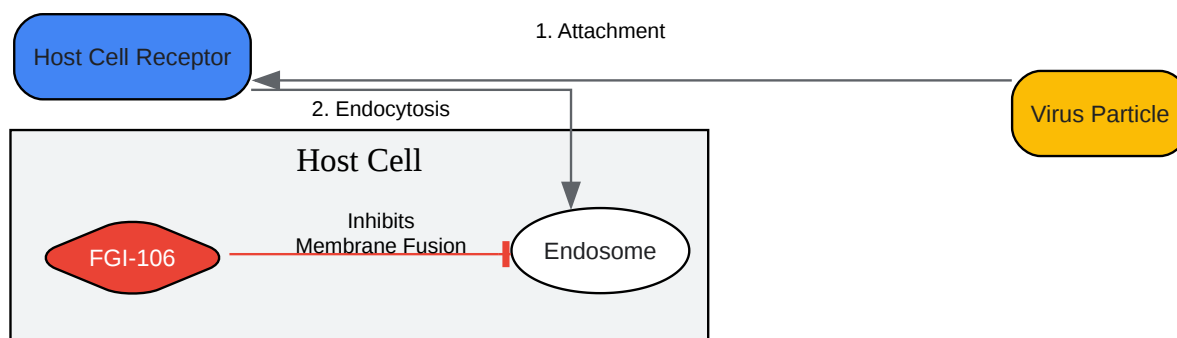 1. Attachment
Host Cell Receptor
2. Endocytosis
Virus Particle
Host Cell
Inhibits
Membrane Fusion
FGI-106
Endosome